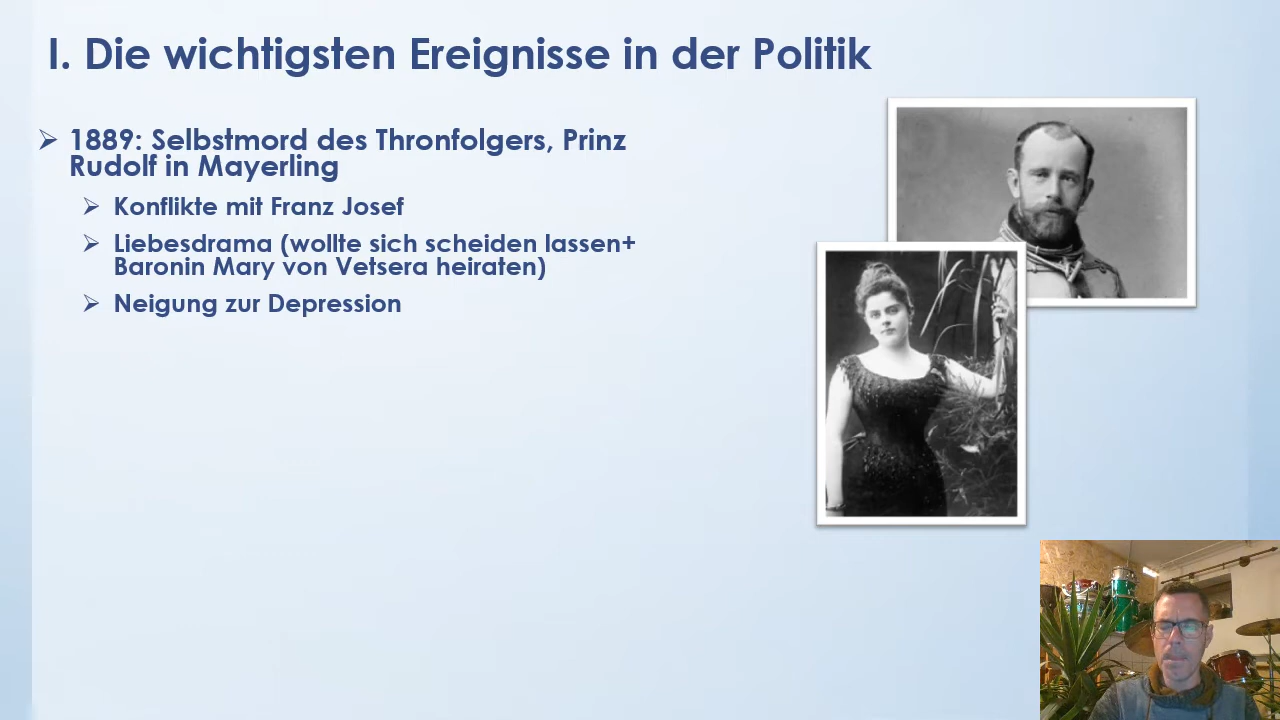 I. Die wichtigsten Ereignisse in der Politik
1889: Selbstmord des Thronfolgers, Prinz
Rudolf in Mayerling
Konflikte mit Franz Josef
Liebesdrama (wollte sich scheiden lassen+
Baronin Mary von Vetsera heiraten)
Neigung zur Depression